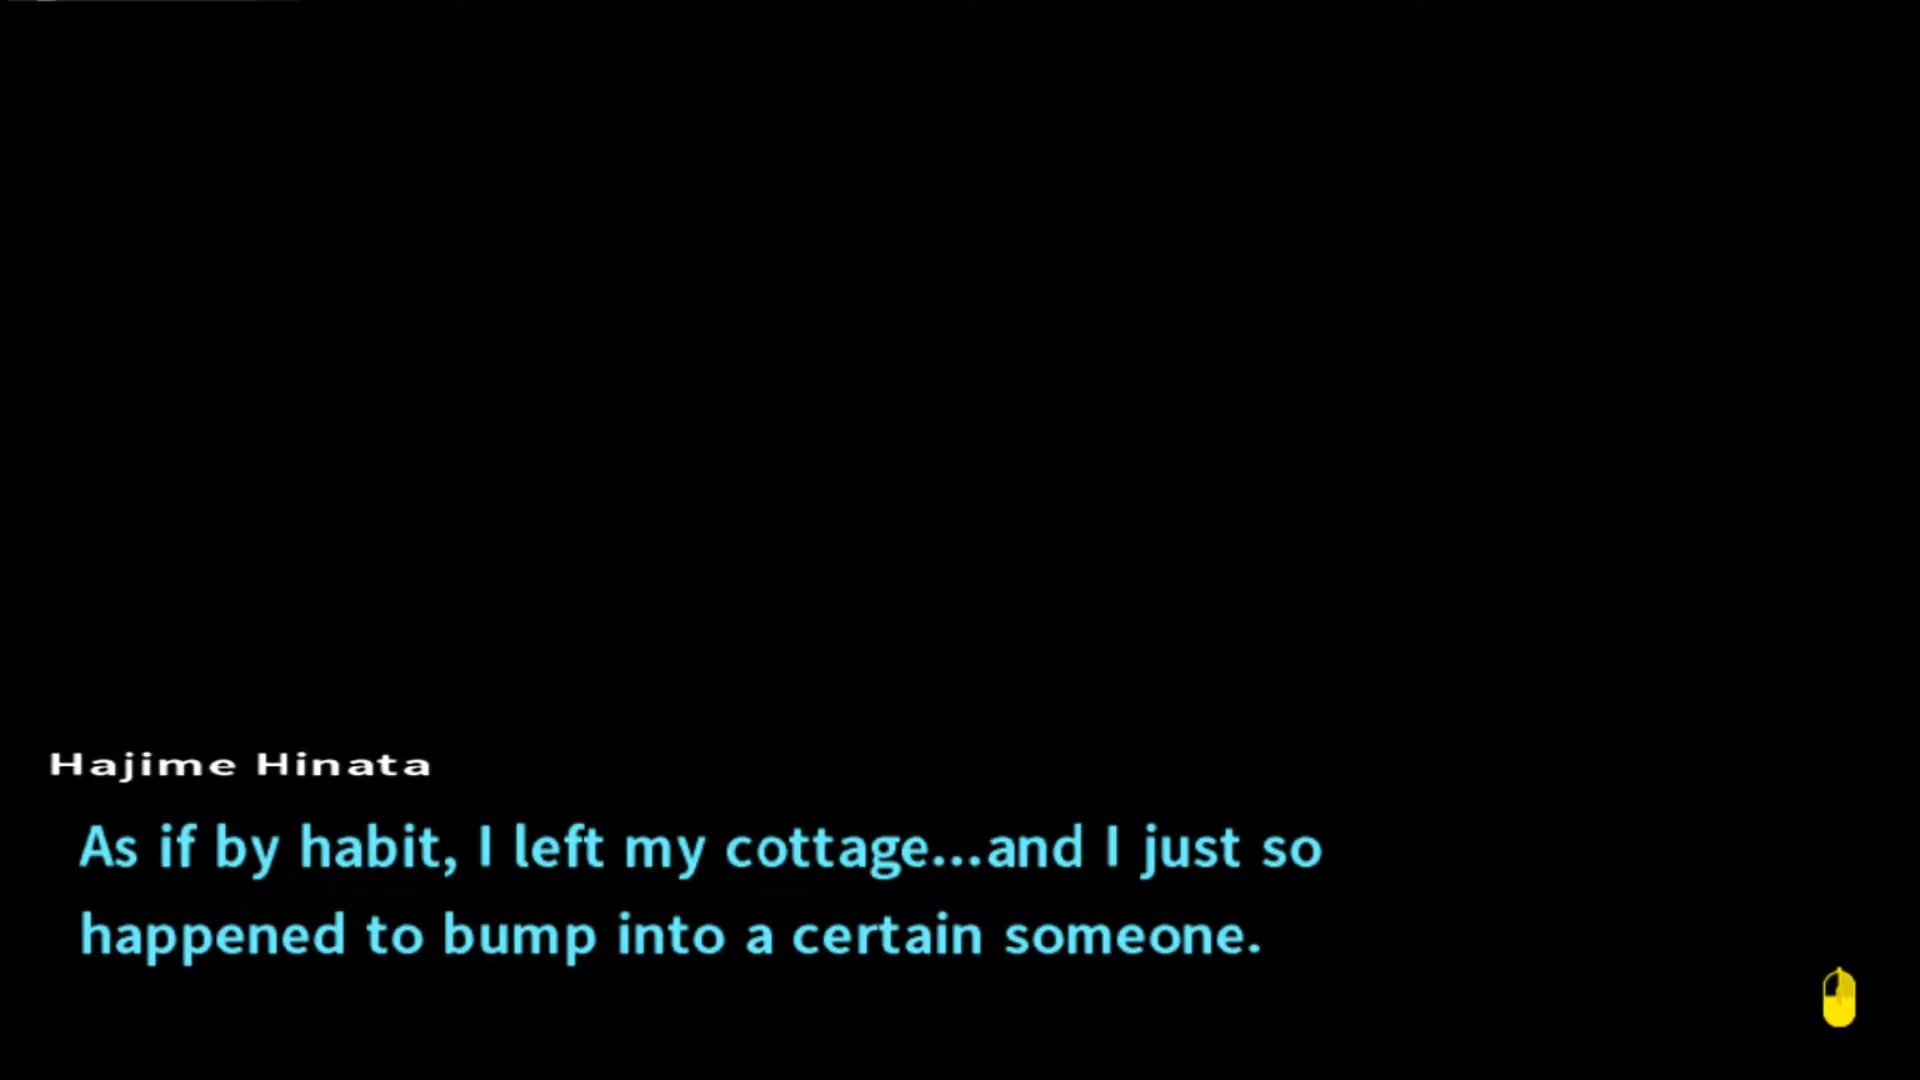 Hajime Hinata
As if by habit, I left my cottage...and I just so
happened to bump into a certain someone.